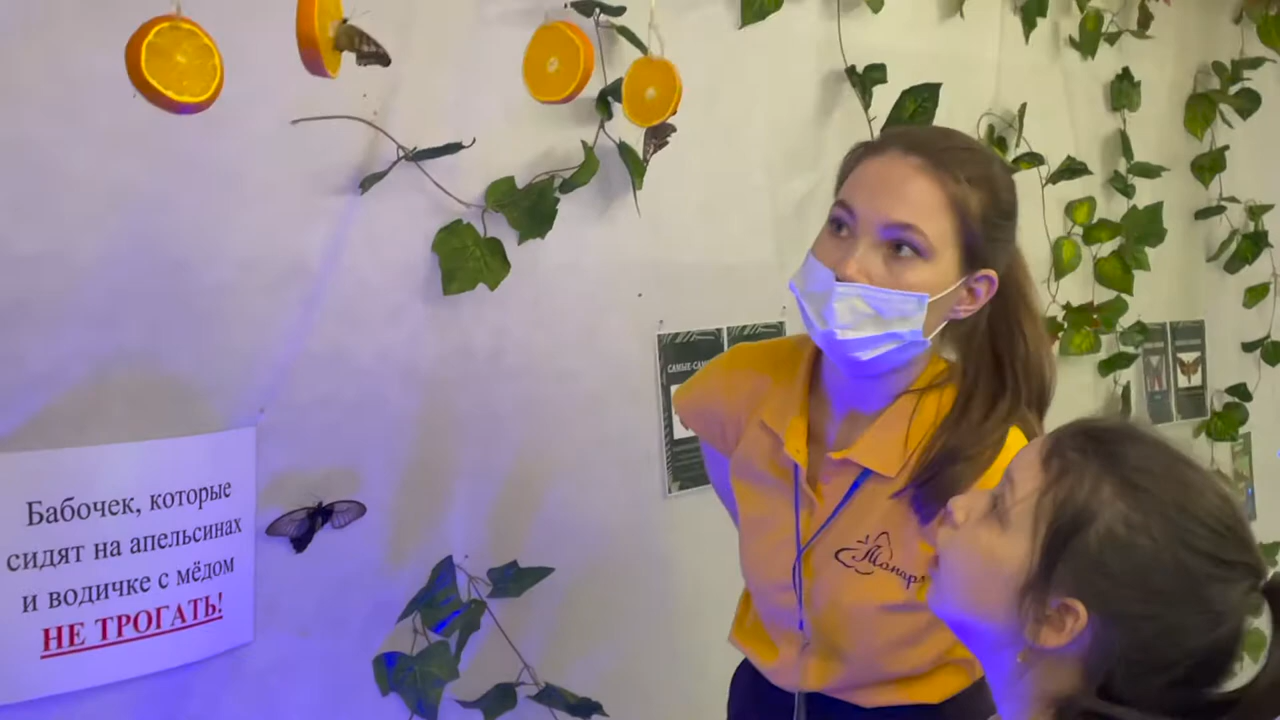 Бабочек, которые
сидят на апельсинах
и водичке с мёдом
НЕ ТРОГАТЬ!